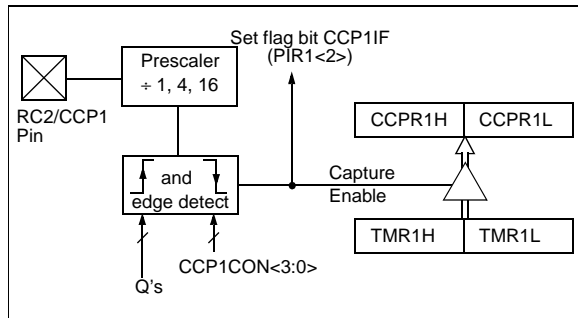 Set flag bit CCP1IF
(PIR1<2>)
Prescaler
÷ 1, 4, 16
RC2/CCP1
Pin
CCPR1H
CCPR1L
and
edge detect
Capture
Enable
TMR1H
TMR1L
CCP1CON<3:0>
Q's